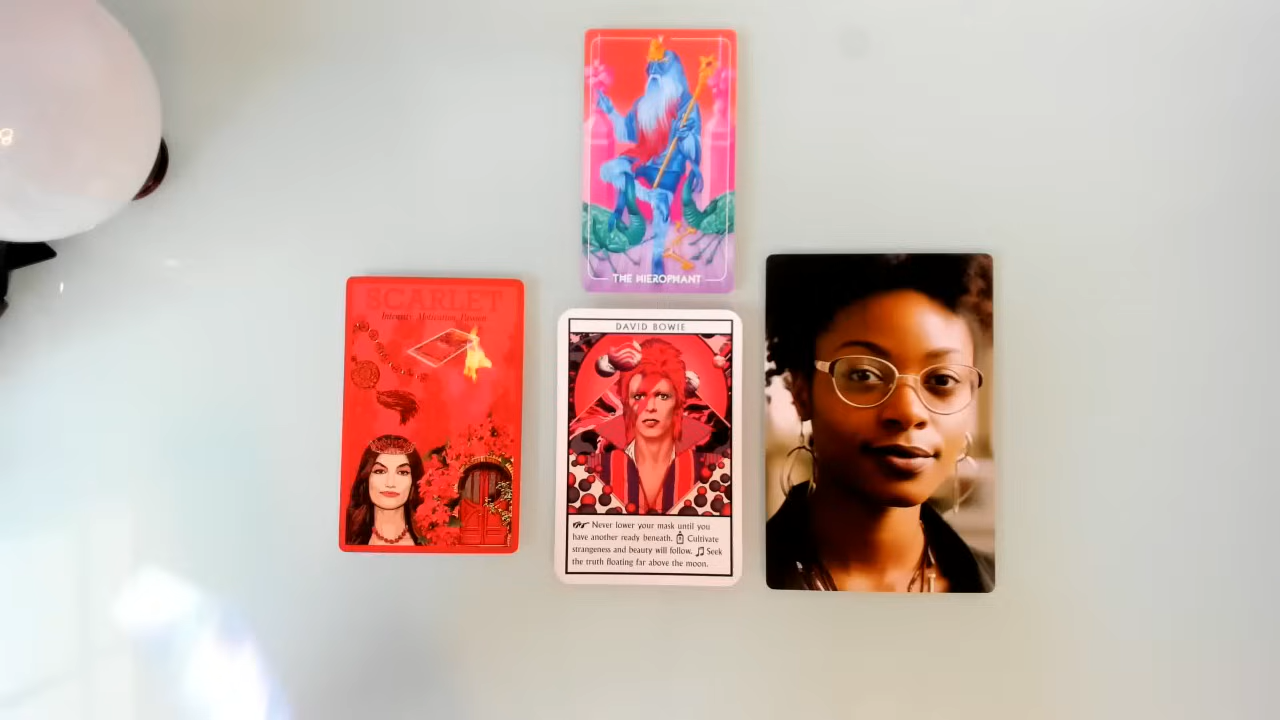 THE HIEROPHANT
SCARLET
Intensity, Motivation, Passion
DAVID BOWIE
Never lower your mask until you
have another ready beneath. Cultivate
strangeness and beauty will follow. Seek
the truth floating far above the moon.